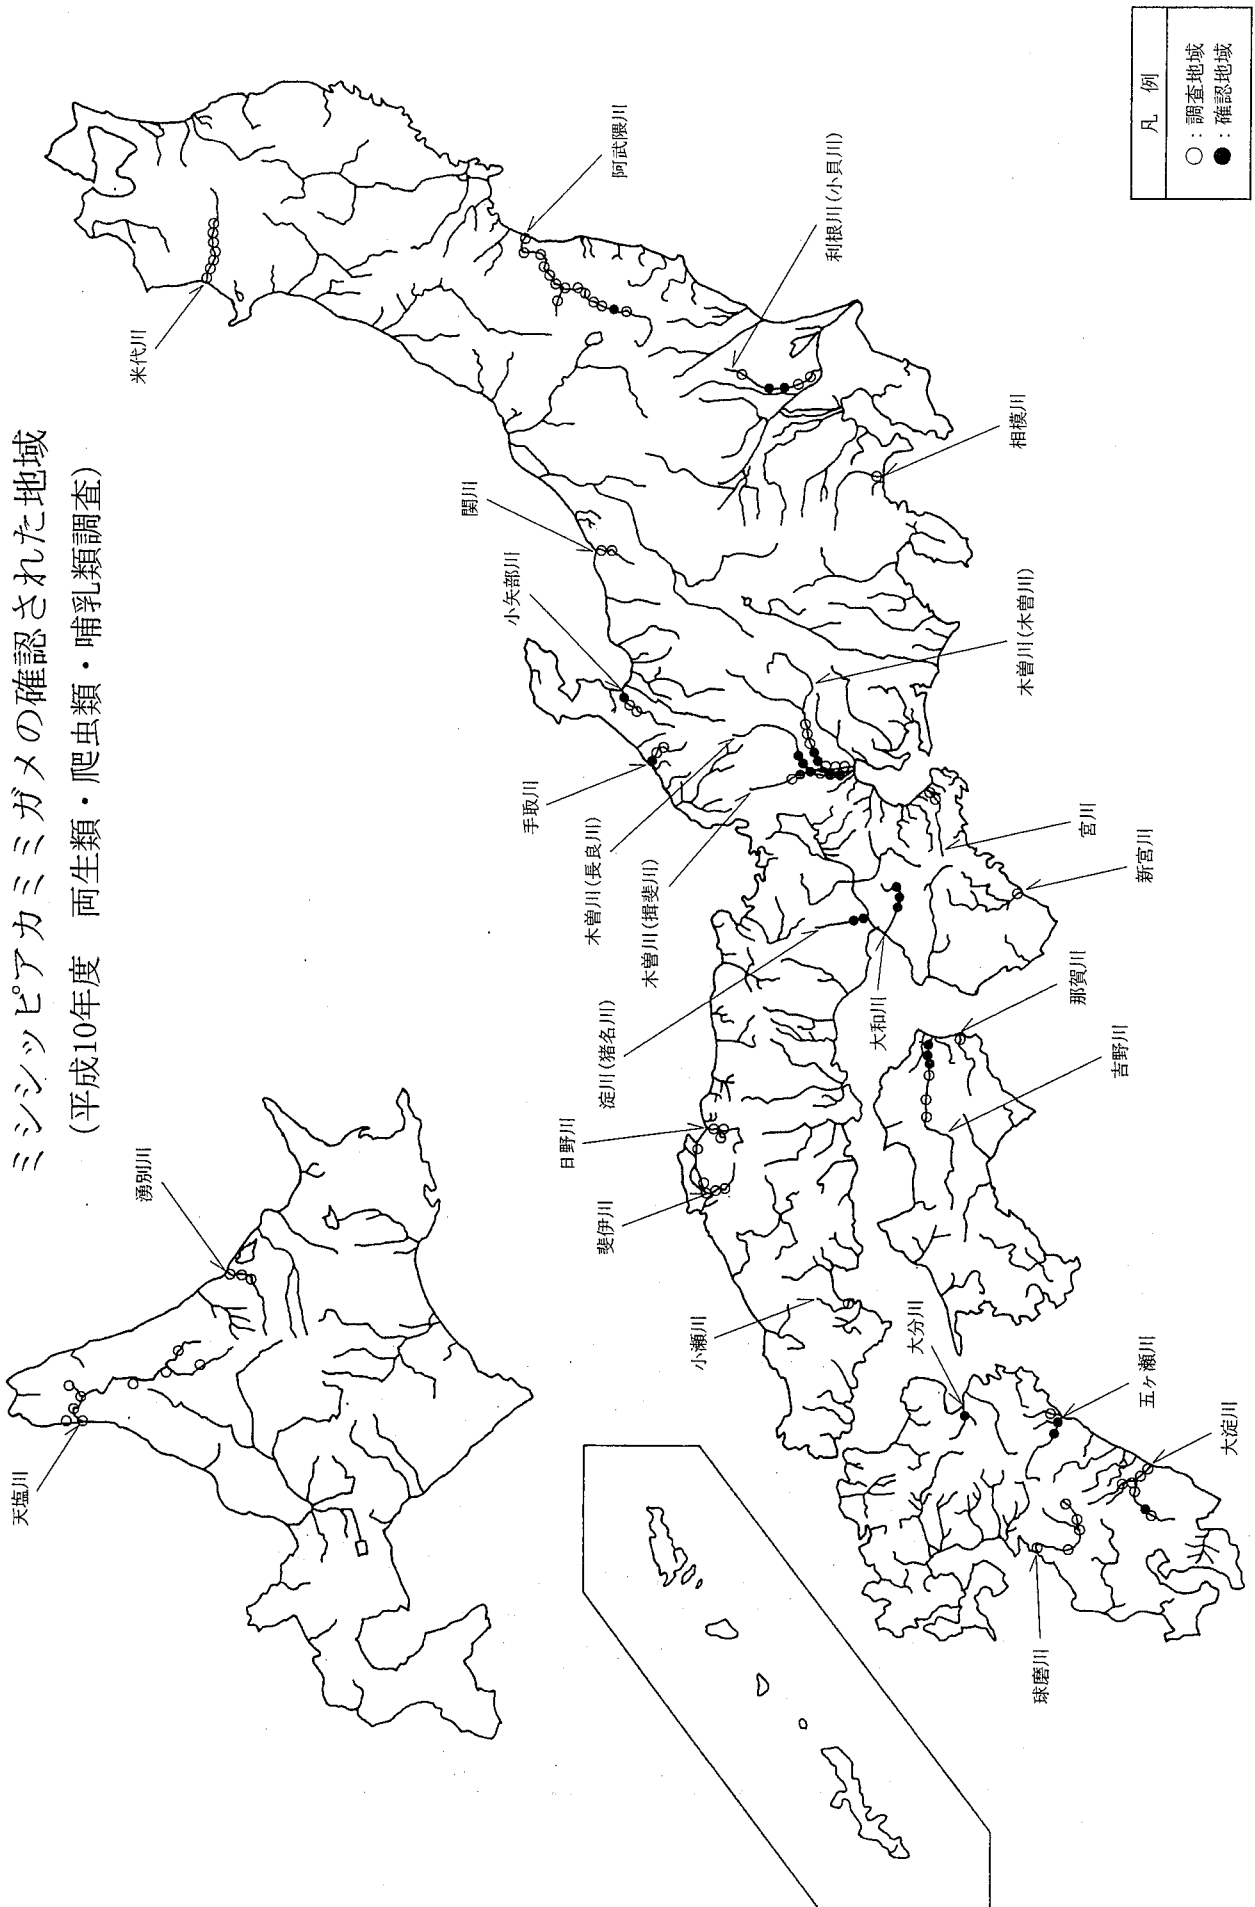 ミシシッピアカミミガメの確認された地域
(平成10年度　両生類・爬虫類・哺乳類調査)
凡　例
○：調査地域
●：確認地域
天塩川
湧別川
米代川
阿武隈川
利根川(小貝川)
相模川
関川
小矢部川
手取川
木曽川(木曽川)
木曽川(長良川)
木曽川(揖斐川)
宮川
新宮川
淀川(猪名川)
大和川
那賀川
吉野川
日野川
斐伊川
小瀬川
大分川
五ヶ瀬川
大淀川
球磨川